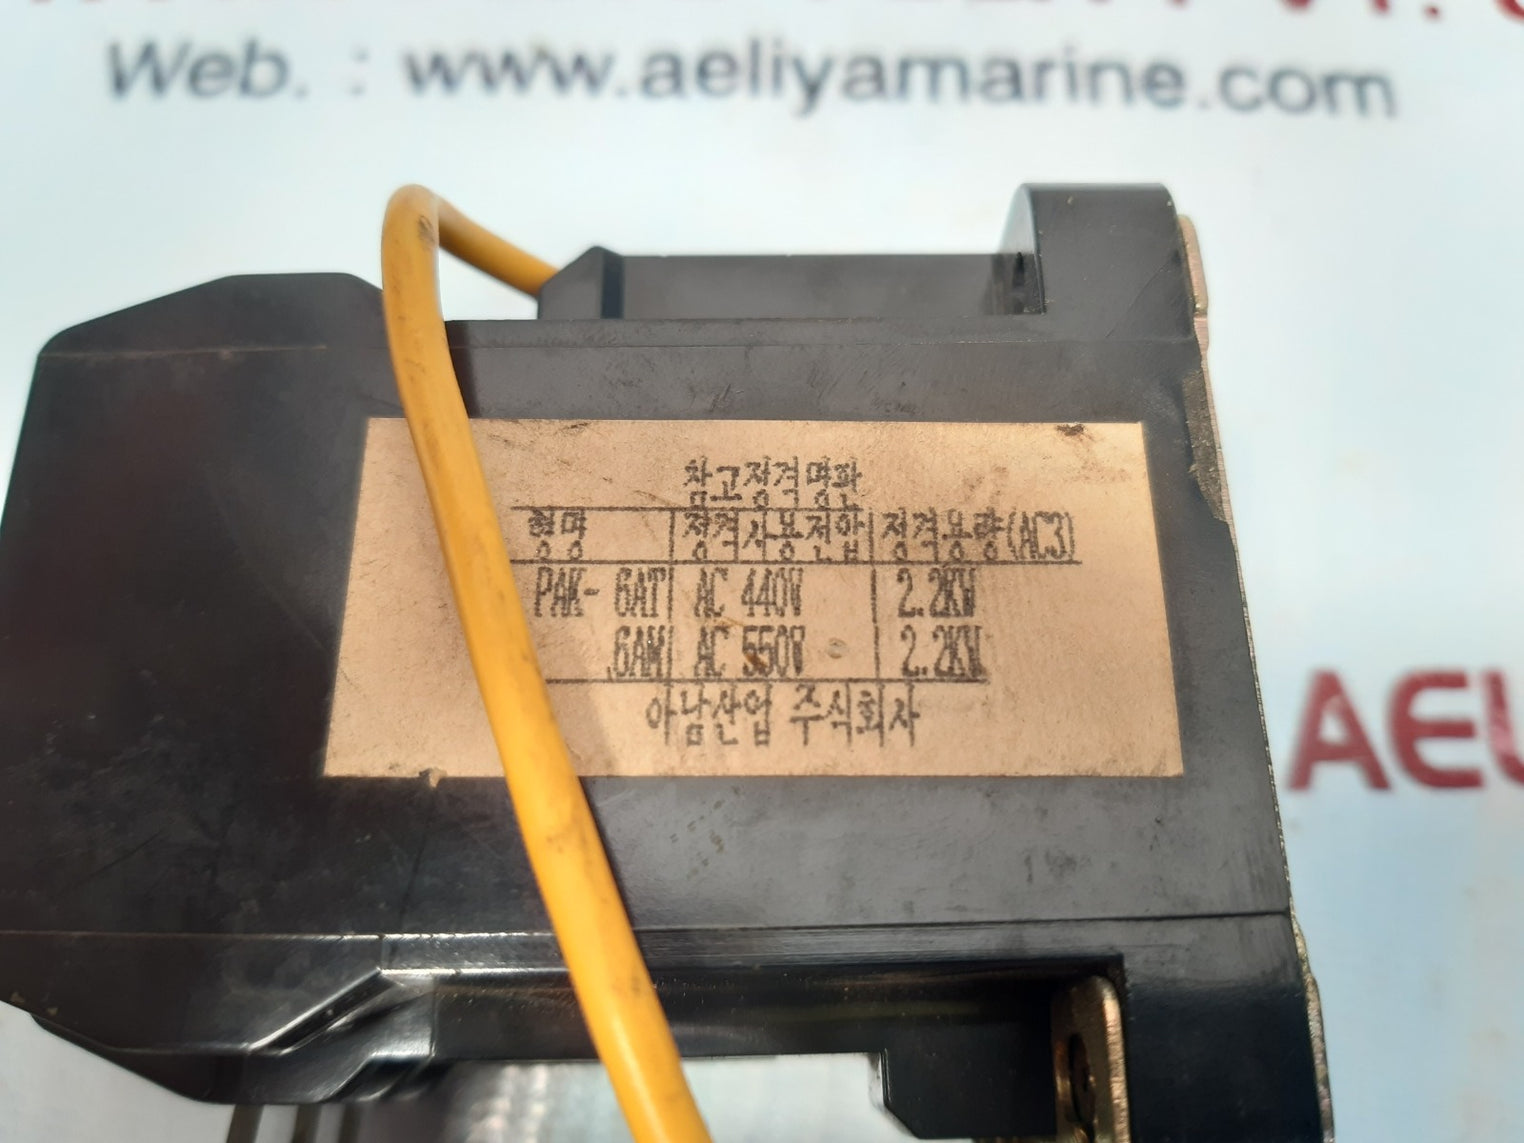 Web. : www.aeliyamarine.com
참고정격명판
형명 정격사용전압 정격용량(AC3)
PAK- 6AT AC 440V 2.2KW
6AM AC 550V 2.2KW
아남산업 주식회사
AEL